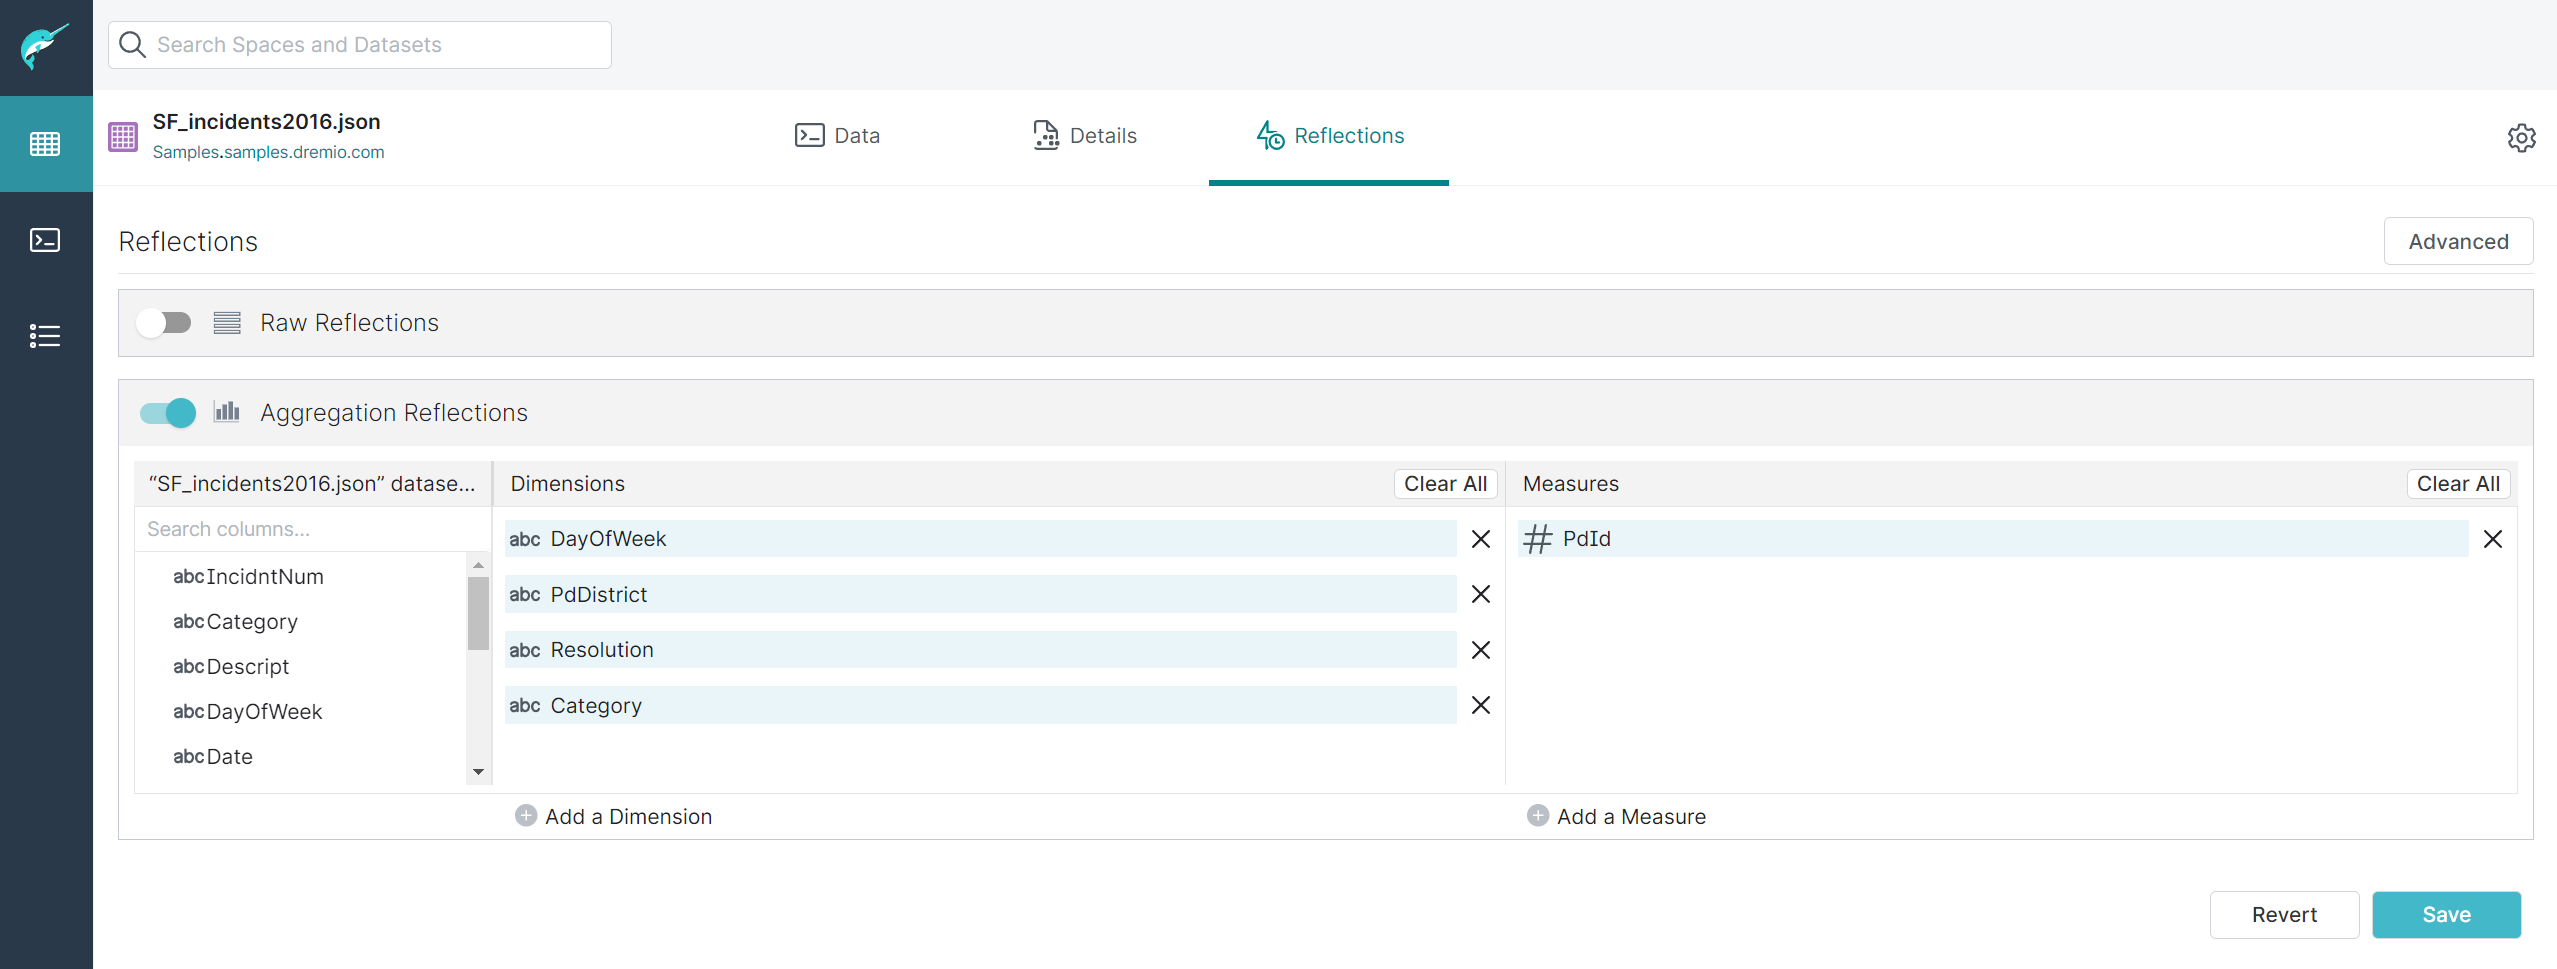 Search Spaces and Datasets
SF_incidents2016.json
Samples.samples.dremio.com
Data
Details
Reflections
Reflections
Advanced
Raw Reflections
Aggregation Reflections
“SF_incidents2016.json” datase...
Dimensions
Clear All
Measures
Clear All
Search columns...
abc IncidntNum
abc Category
abc Descript
abc DayOfWeek
abc Date
abc DayOfWeek
abc PdDistrict
abc Resolution
abc Category
# PdId
Add a Dimension
Add a Measure
Revert
Save